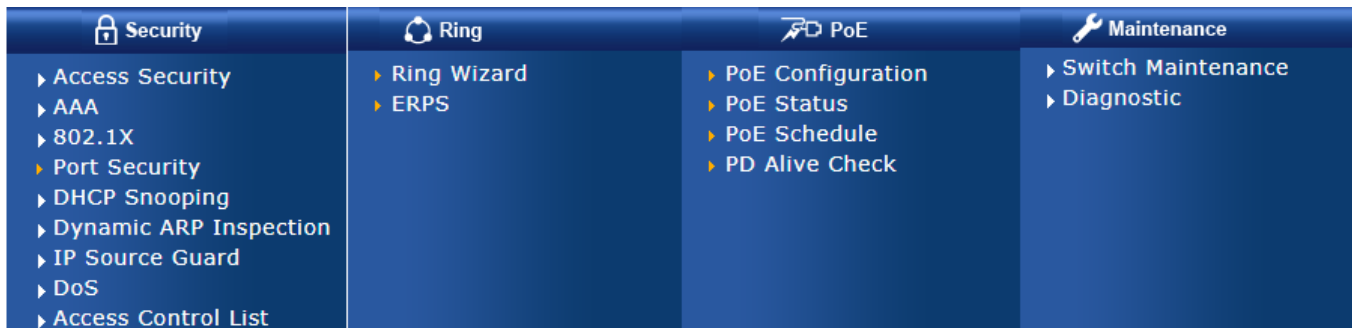 Security
Access Security
AAA
802.1X
Port Security
DHCP Snooping
Dynamic ARP Inspection
IP Source Guard
DoS
Access Control List
Ring
Ring Wizard
ERPS
PoE
PoE Configuration
PoE Status
PoE Schedule
PD Alive Check
Maintenance
Switch Maintenance
Diagnostic